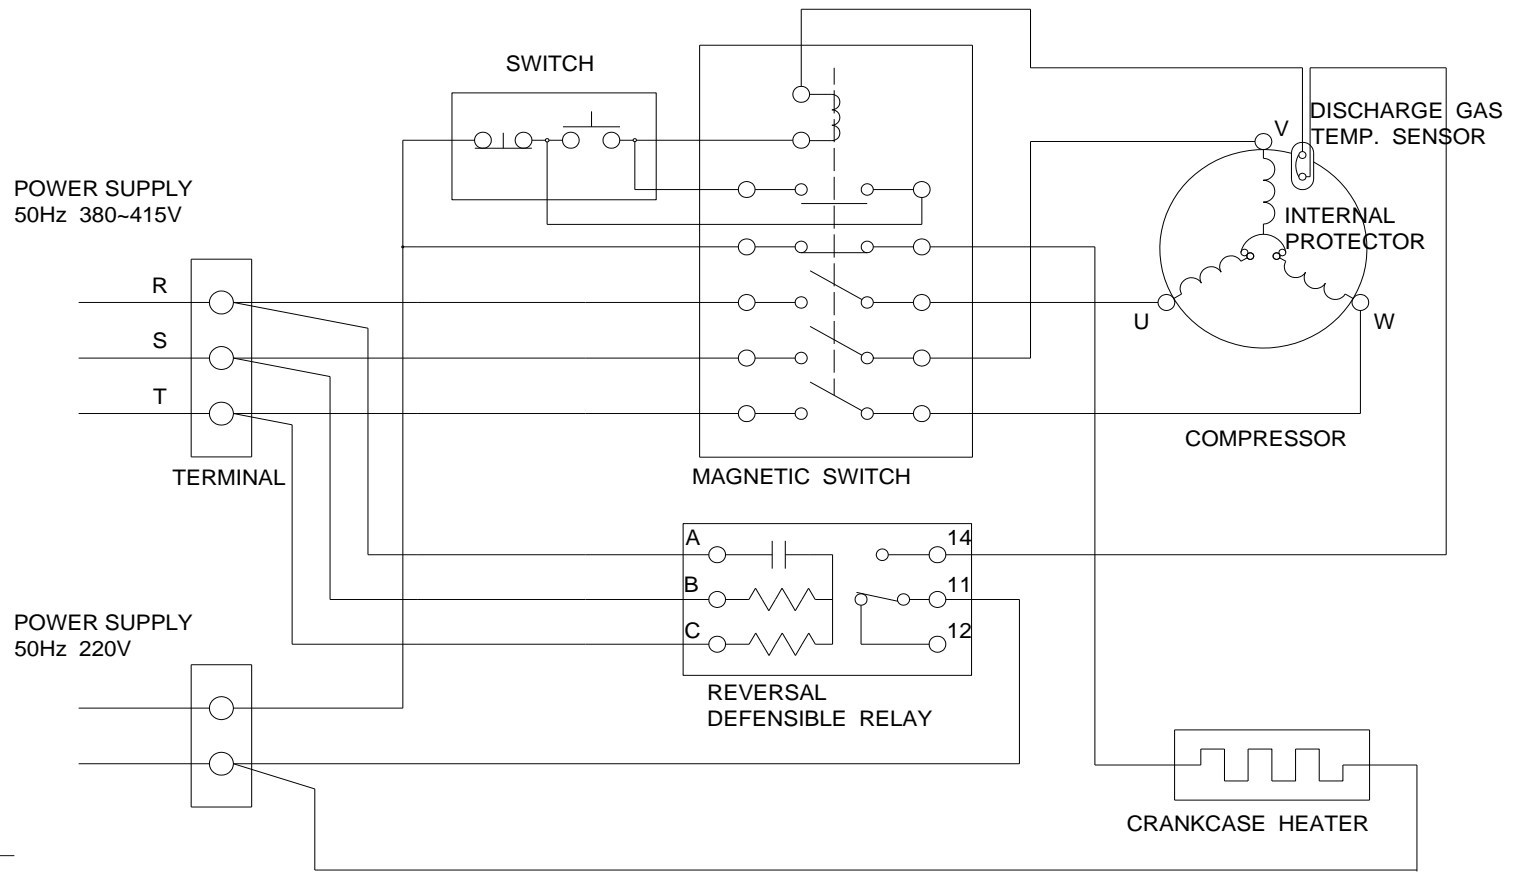 SWITCH
DISCHARGE GAS
TEMP. SENSOR
V
POWER SUPPLY
50Hz 380~415V
INTERNAL
PROTECTOR
R
S
T
U
W
COMPRESSOR
TERMINAL
MAGNETIC SWITCH
A
14
B
11
C
12
POWER SUPPLY
50Hz 220V
REVERSAL
DEFENSIBLE RELAY
CRANKCASE HEATER